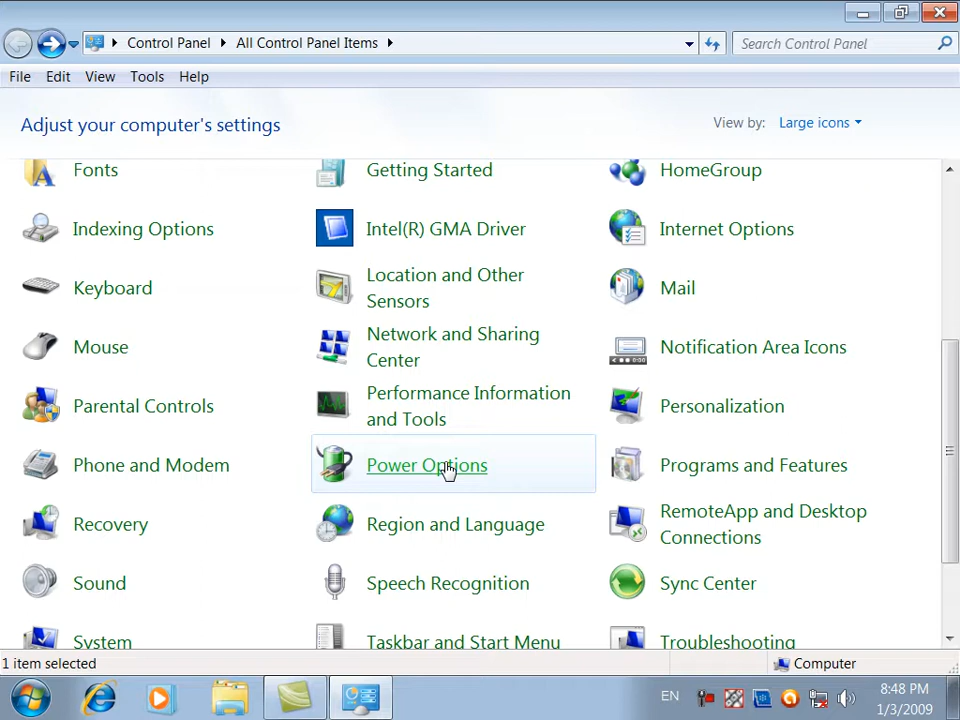 Control Panel All Control Panel Items
Search Control Panel
File Edit View Tools Help
Adjust your computer's settings
View by: Large icons
Fonts
Getting Started
HomeGroup
Indexing Options
Intel(R) GMA Driver
Internet Options
Keyboard
Location and Other
Sensors
Mail
Mouse
Network and Sharing
Center
Notification Area Icons
Parental Controls
Performance Information
and Tools
Personalization
Phone and Modem
Power Options
Programs and Features
Recovery
Region and Language
RemoteApp and Desktop
Connections
Sound
Speech Recognition
Sync Center
System
Taskbar and Start Menu
Troubleshooting
1 item selected
Computer
EN
8:48 PM
1/3/2009